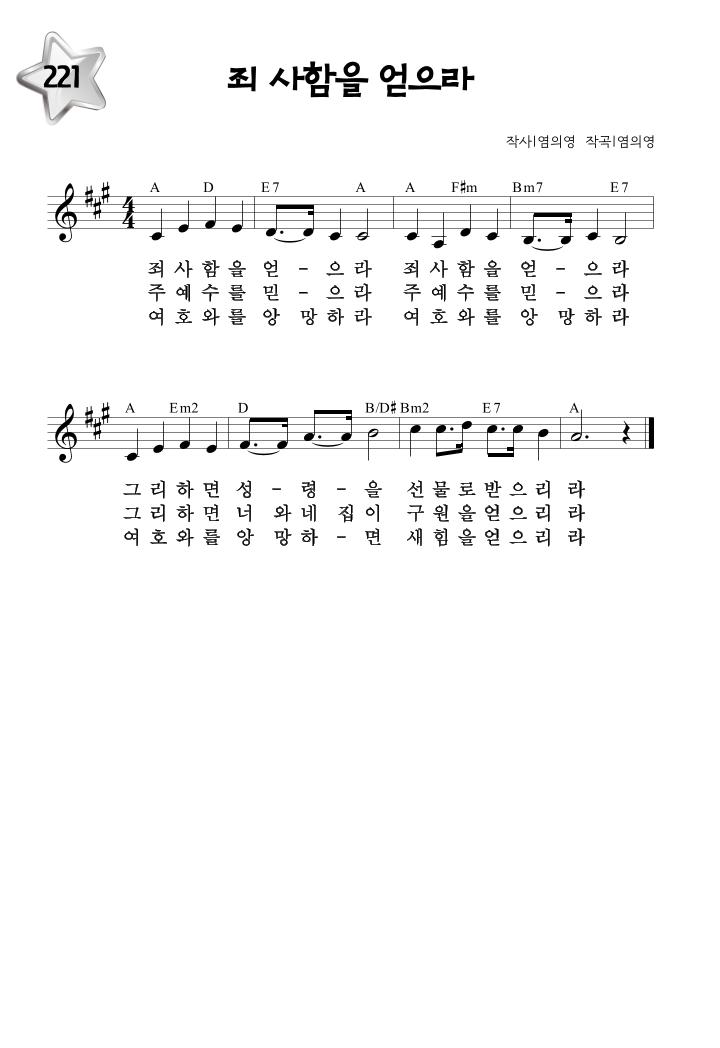 221
죄 사함을 얻으라
작사|염의영 작곡|염의영
A D E7 A A F♯m Bm7 E7
4/4
죄 사 함 을 얻 - 으 라 죄 사 함 을 얻 - 으 라
주 예 수 를 믿 - 으 라 주 예 수 를 믿 - 으 라
여 호 와 를 앙 망 하 라 여 호 와 를 앙 망 하 라
A Em2 D B/D♯ Bm2 E7 A
그 리 하 면 성 - 령 - 을 선 물 로 받 으 리 라
그 리 하 면 너 와 네 집 이 구 원 을 얻 으 리 라
여 호 와 를 앙 망 하 - 면 새 힘 을 얻 으 리 라